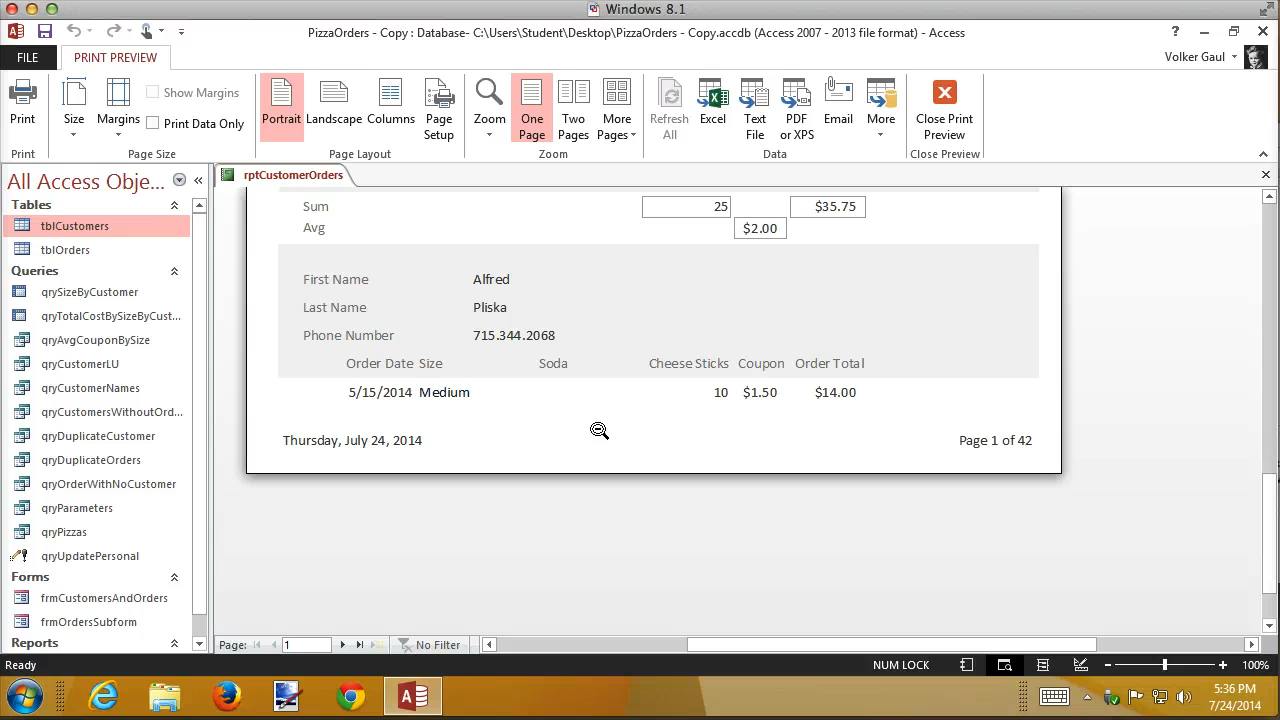 Windows 8.1
PizzaOrders - Copy : Database- C:\Users\Student\Desktop\PizzaOrders - Copy.accdb (Access 2007 - 2013 file format) - Access
FILE
PRINT PREVIEW
Volker Gaul
Print
Size
Margins
Show Margins
Print Data Only
Portrait
Landscape
Columns
Page Setup
Zoom
One Page
Two Pages
More Pages
Refresh All
Excel
Text File
PDF or XPS
Email
More
Close Print Preview
Print
Page Size
Page Layout
Zoom
Data
Close Preview
All Access Obje...
Tables
tblCustomers
tblOrders
Queries
qrySizeByCustomer
qryTotalCostBySizeByCust...
qryAvgCouponBySize
qryCustomerLU
qryCustomerNames
qryCustomersWithoutOrd...
qryDuplicateCustomer
qryDuplicateOrders
qryOrderWithNoCustomer
qryParameters
qryPizzas
qryUpdatePersonal
Forms
frmCustomersAndOrders
frmOrdersSubform
Reports
rptCustomerOrders
Sum 25 $35.75
Avg $2.00
First Name Alfred
Last Name Pliska
Phone Number 715.344.2068
Order Date Size Soda Cheese Sticks Coupon Order Total
5/15/2014 Medium 10 $1.50 $14.00
Thursday, July 24, 2014 Page 1 of 42
Page: 1 No Filter
Ready NUM LOCK 100%
5:36 PM
7/24/2014